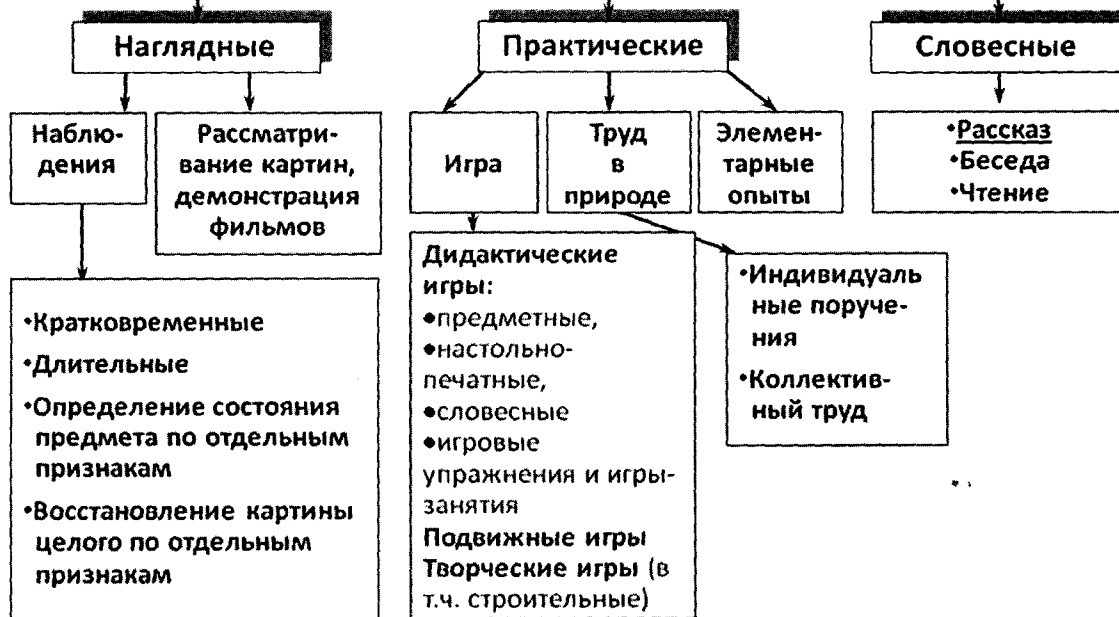 Наглядные
Практические
Словесные
Наблю-
дения
Рассматри-
вание картин,
демонстрация
фильмов
Игра
Труд
в
природе
Элемен-
тарные
опыты
•Рассказ
•Беседа
•Чтение
•Кратковременные
•Длительные
•Определение состояния
предмета по отдельным
признакам
•Восстановление картины
целого по отдельным
признакам
Дидактические
игры:
•предметные,
•настольно-
печатные,
•словесные
•игровые
упражнения и игры-
занятия
Подвижные игры
Творческие игры (в
т.ч. строительные)
•Индивидуаль
ные поруче-
ния
•Коллектив-
ный труд